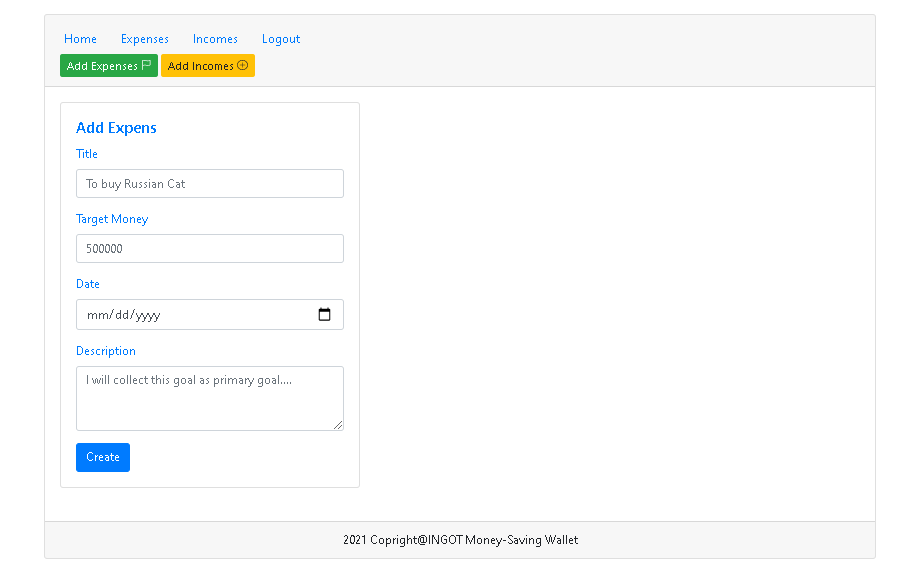 Home Expenses Incomes Logout
Add Expenses Add Incomes
Add Expens
Title
To buy Russian Cat
Target Money
500000
Date
mm/dd/yyyy
Description
I will collect this goal as primary goal....
Create
2021 Copright@INGOT Money-Saving Wallet